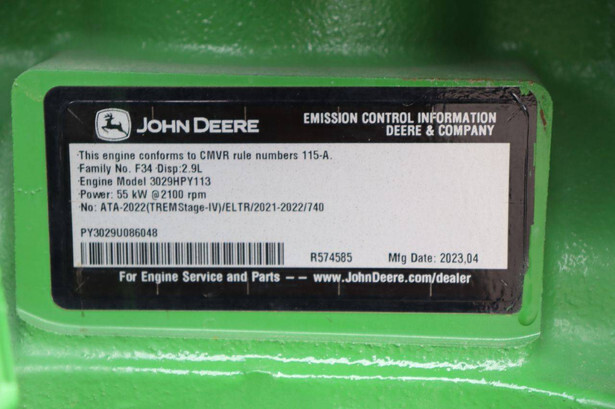 JOHN DEERE
EMISSION CONTROL INFORMATION
DEERE & COMPANY
This engine conforms to CMVR rule numbers 115-A.
Family No. F34 Disp:2.9L
Engine Model 3029HPY113
Power: 55 kW @2100 rpm
No: ATA-2022(TREMStage-IV)/ELTR/2021-2022/740
PY3029U086048
R574585 Mfg Date: 2023,04
For Engine Service and Parts -- www.JohnDeere.com/dealer